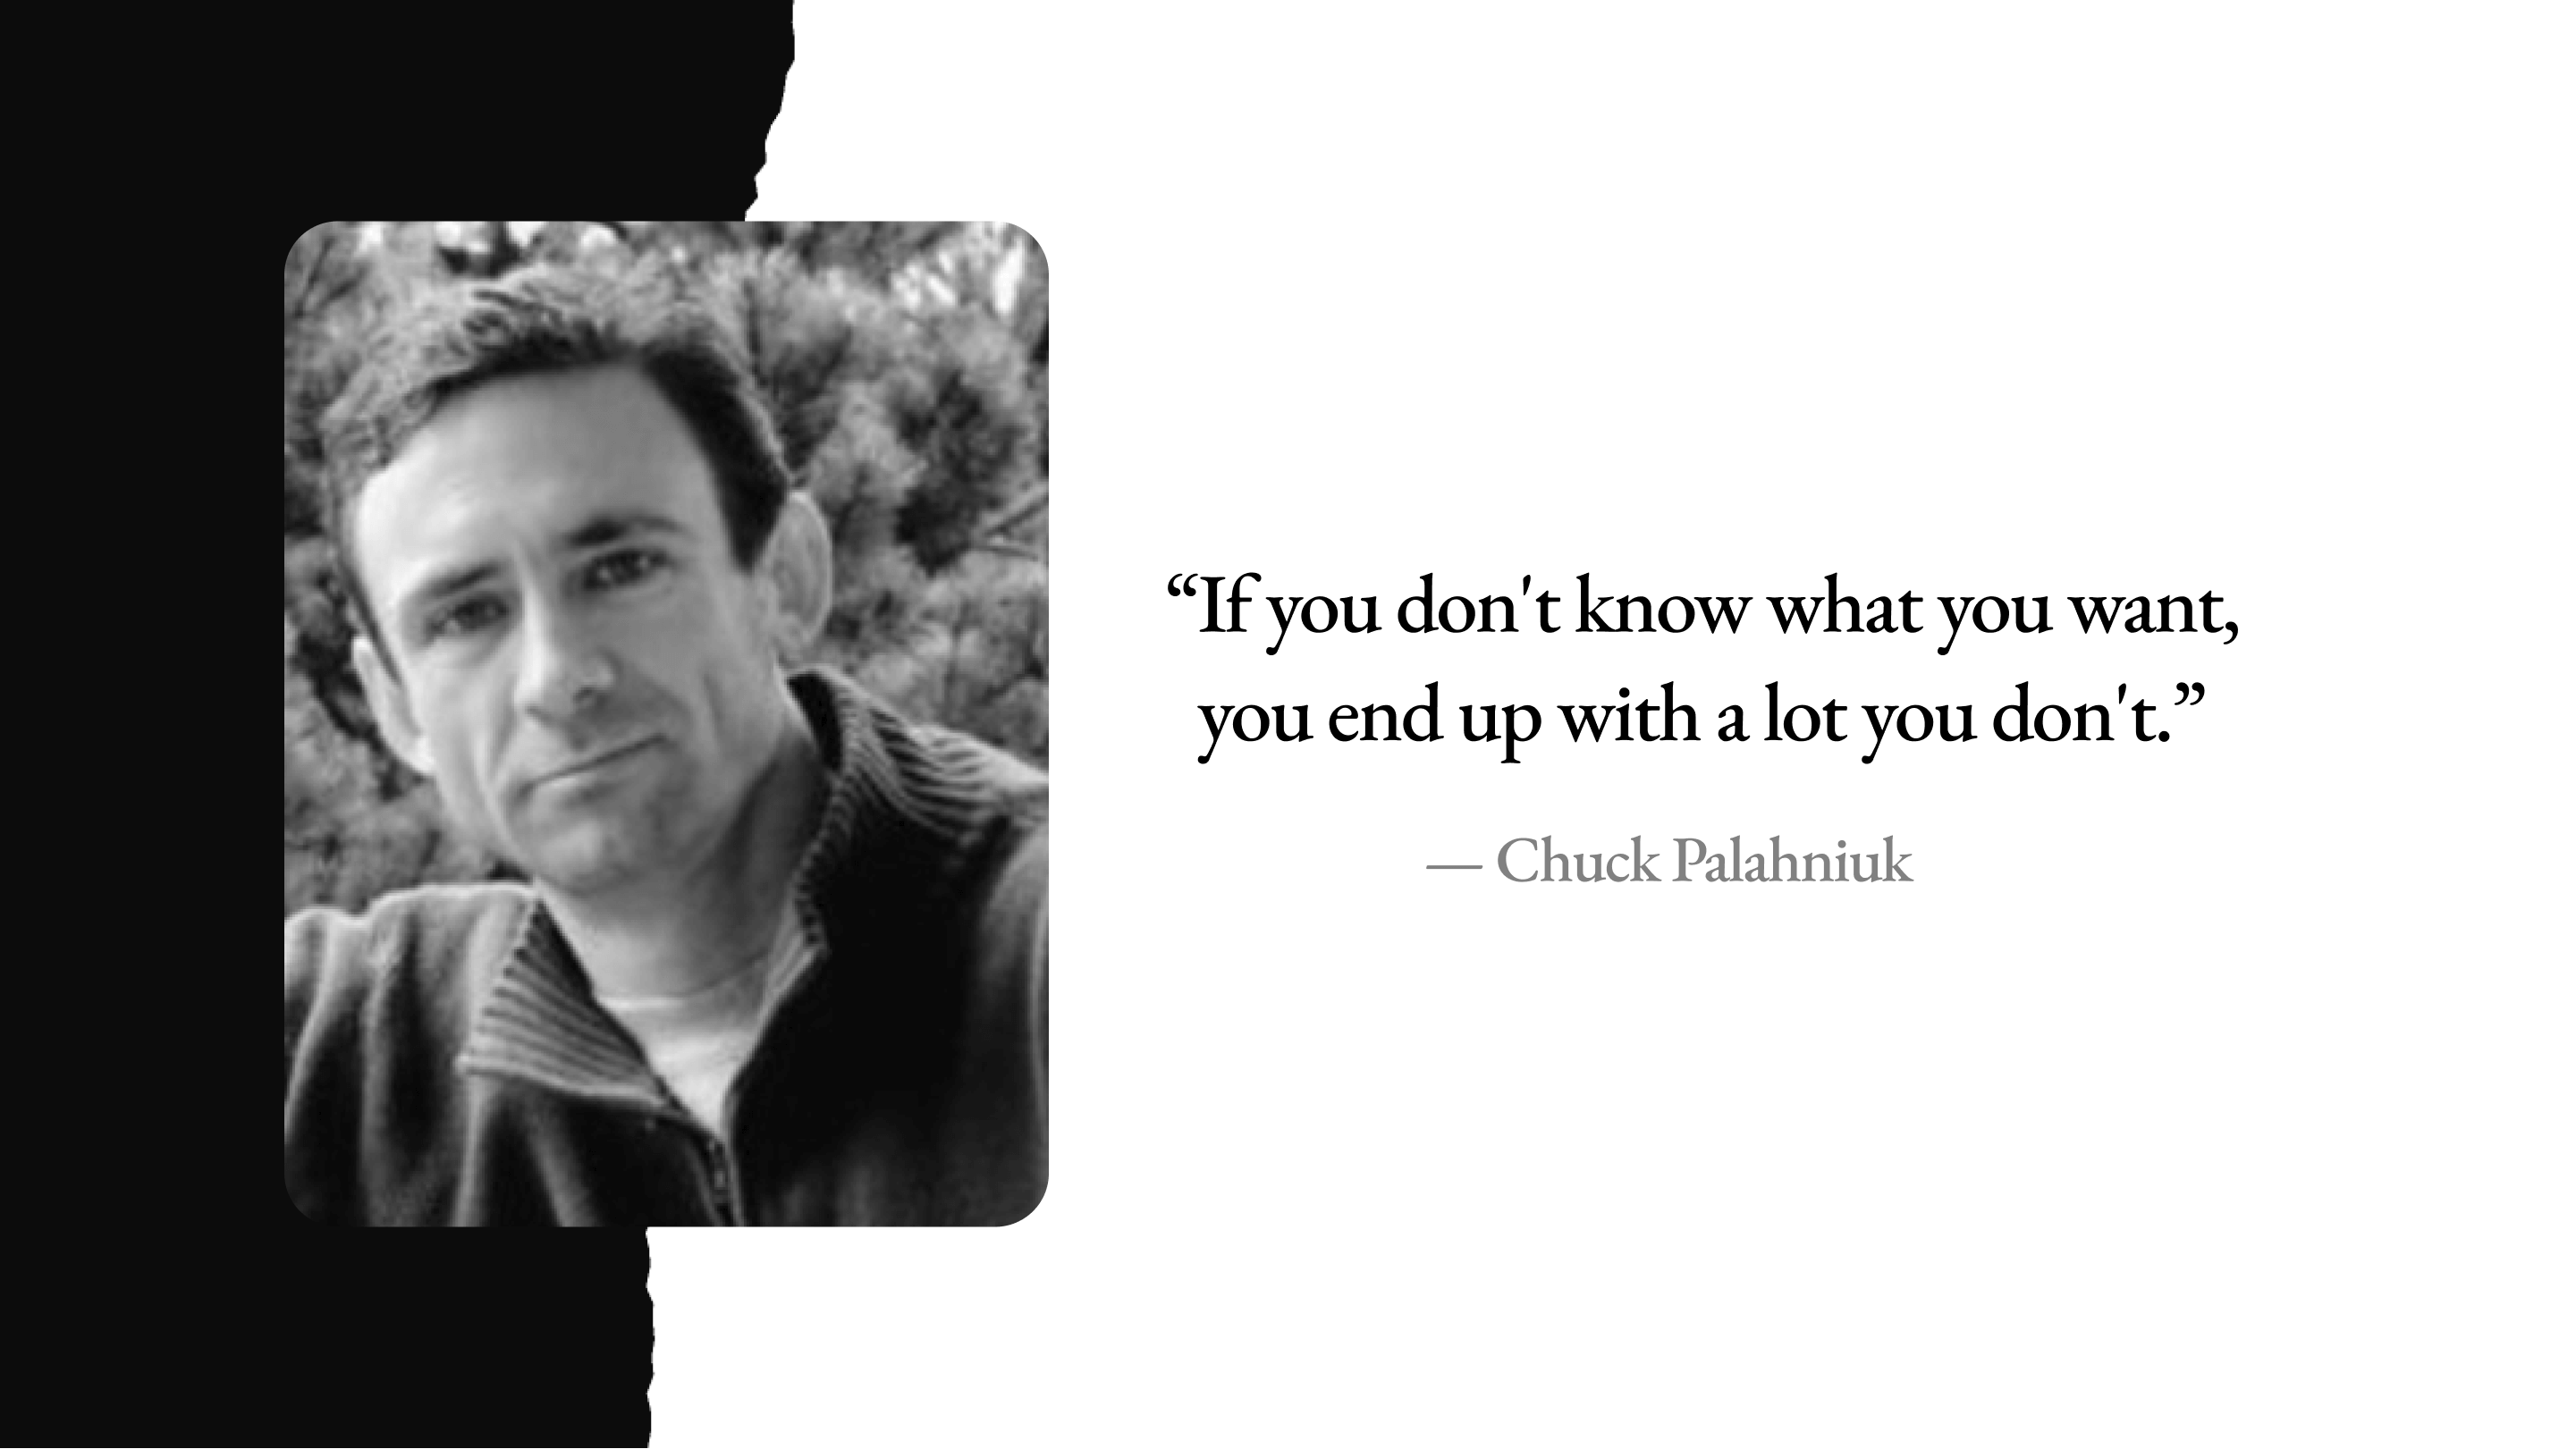 “If you don't know what you want,
you end up with a lot you don't.”
— Chuck Palahniuk